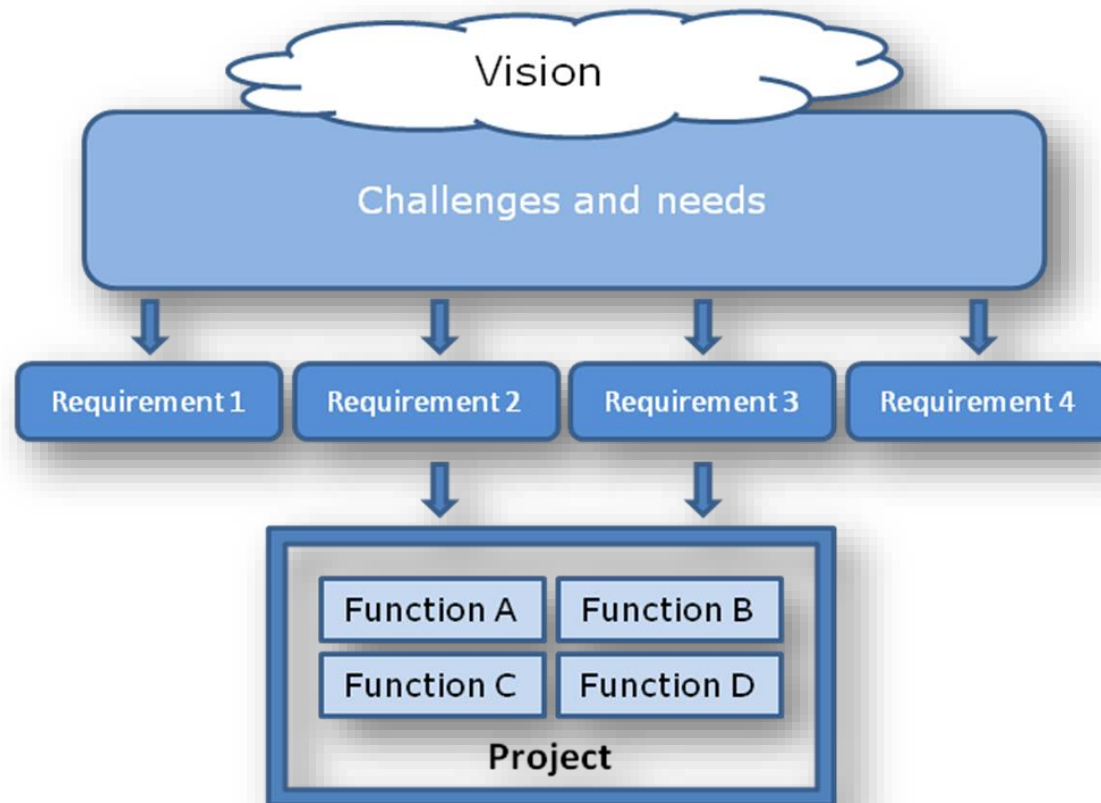 Vision
Challenges and needs
Requirement 1
Requirement 2
Requirement 3
Requirement 4
Function A
Function B
Function C
Function D
Project